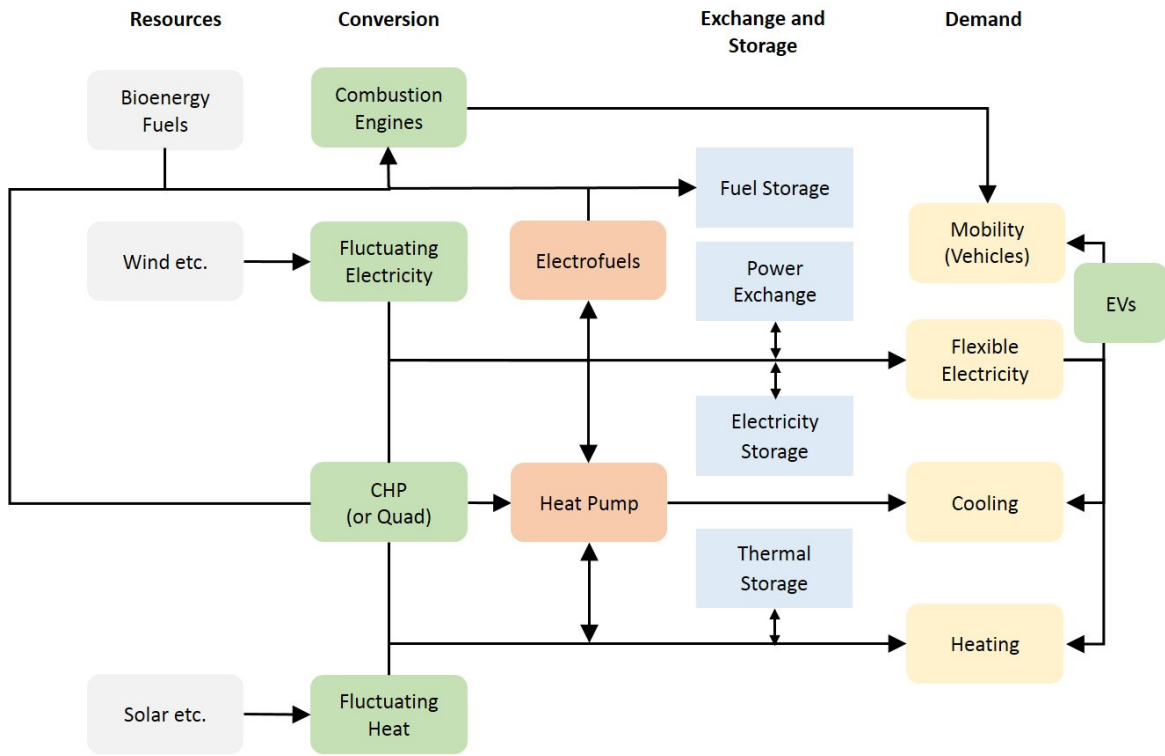 Resources
Conversion
Exchange and
Storage
Demand
Bioenergy
Fuels
Combustion
Engines
Fuel Storage
Mobility
(Vehicles)
Wind etc.
Fluctuating
Electricity
Electrofuels
Power
Exchange
EVs
Flexible
Electricity
Electricity
Storage
CHP
(or Quad)
Heat Pump
Cooling
Thermal
Storage
Heating
Solar etc.
Fluctuating
Heat